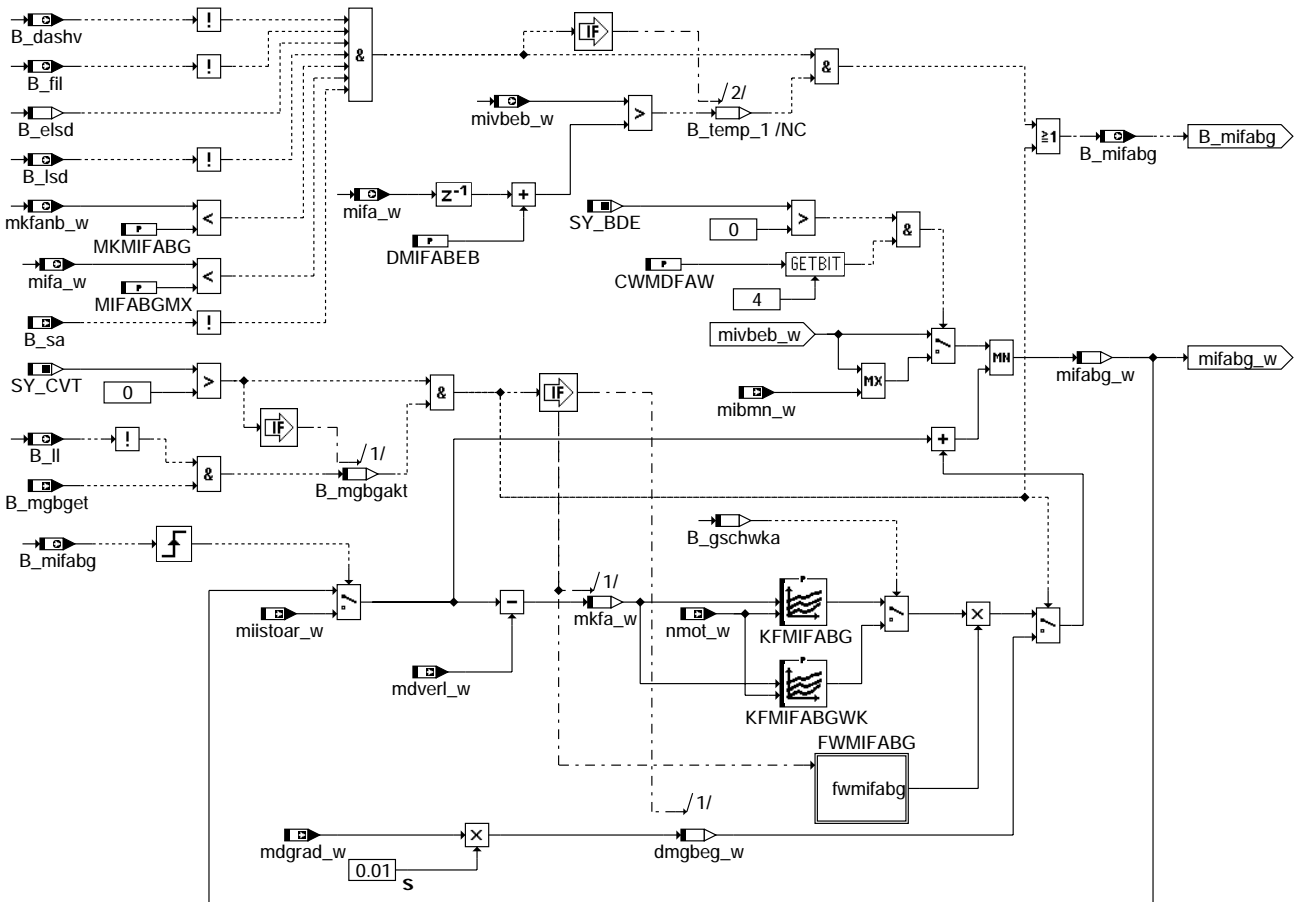 B_dashv
!
B_fil
!
B_elsd
B_lsd
!
&
IF
&
/2/
mivbeb_w
>
B_temp_1 /NC
≥1
B_mifabg
B_mifabg
mkfanb_w
<
P
MKMIFABG
mifa_w
z-1
+
P
DMIFABEB
SY_BDE
>
0
&
mifa_w
<
P
MIFABGMX
P
CWMDFAW
GETBIT
4
B_sa
!
mivbeb_w
MX
MN
mibmn_w
mifabg_w
mifabg_w
SY_CVT
>
0
&
IF
IF
/1/
B_ll
!
&
B_mgbget
B_mgbgakt
+
B_mifabg
B_gschwka
miistoar_w
-
/1/
mkfa_w
nmot_w
P
KFMIFABG
×
mdverl_w
P
KFMIFABGWK
FWMIFABG
fwmifabg
/1/
mdgrad_w
×
dmgbeg_w
0.01
s